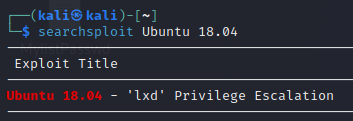 ┌──(kali㉿kali)-[~]
└─$ searchsploit Ubuntu 18.04
Exploit Title
Ubuntu 18.04 - 'lxd' Privilege Escalation